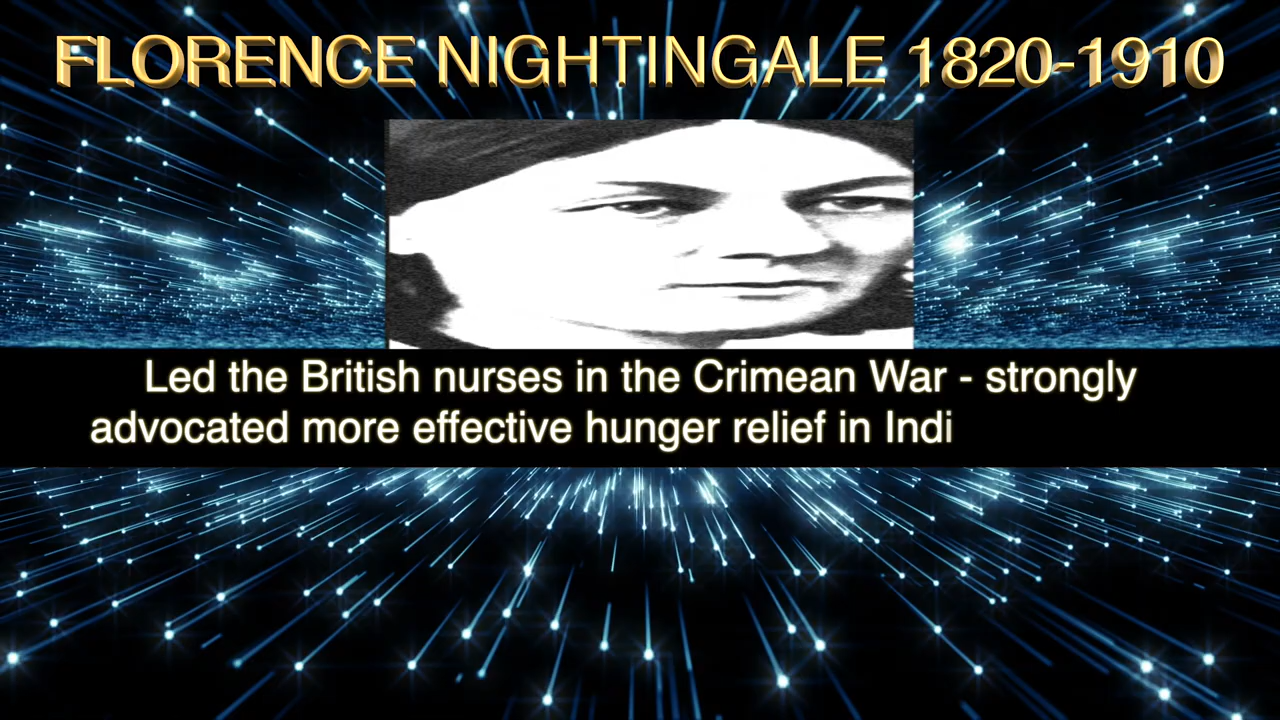 FLORENCE NIGHTINGALE 1820-1910
Led the British nurses in the Crimean War - strongly
advocated more effective hunger relief in Indi